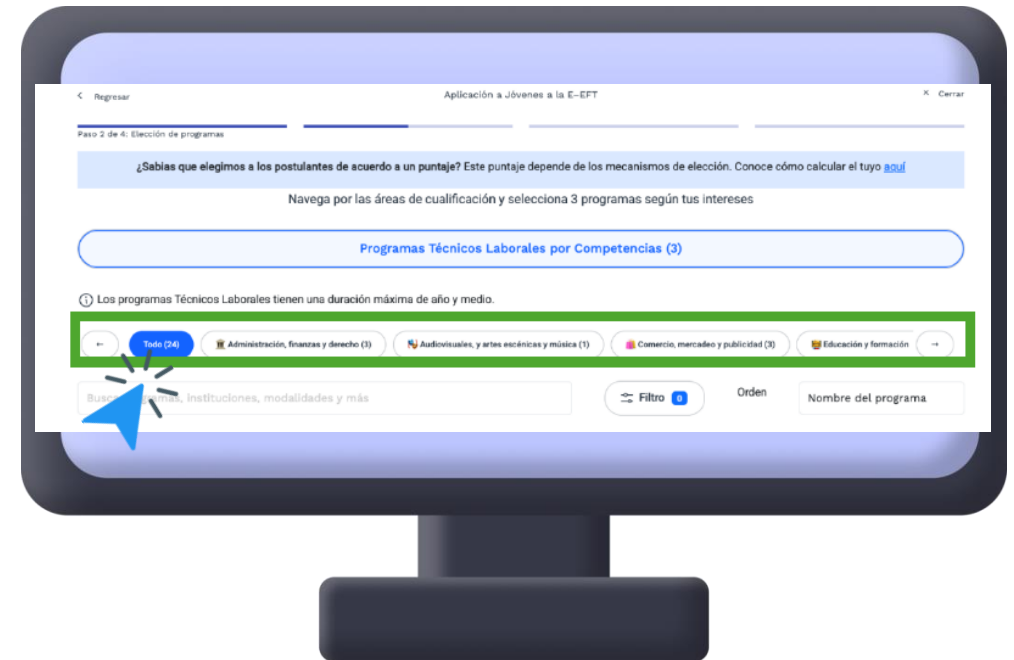 Regresar
Aplicación a Jóvenes a la E-EFT
Cerrar
Paso 2 de 4: Elección de programas
¿Sabias que elegimos a los postulantes de acuerdo a un puntaje? Este puntaje depende de los mecanismos de elección. Conoce cómo calcular el tuyo aquí
Navega por las áreas de cualificación y selecciona 3 programas según tus intereses
Programas Técnicos Laborales por Competencias (3)
Los programas Técnicos Laborales tienen una duración máxima de año y medio.
Todo (24)
Administración, finanzas y derecho (3)
Audiovisuales, y artes escénicas y música (1)
Comercio, mercadeo y publicidad (3)
Educación y formación
instituciones, modalidades y más
Filtro 0
Orden
Nombre del programa